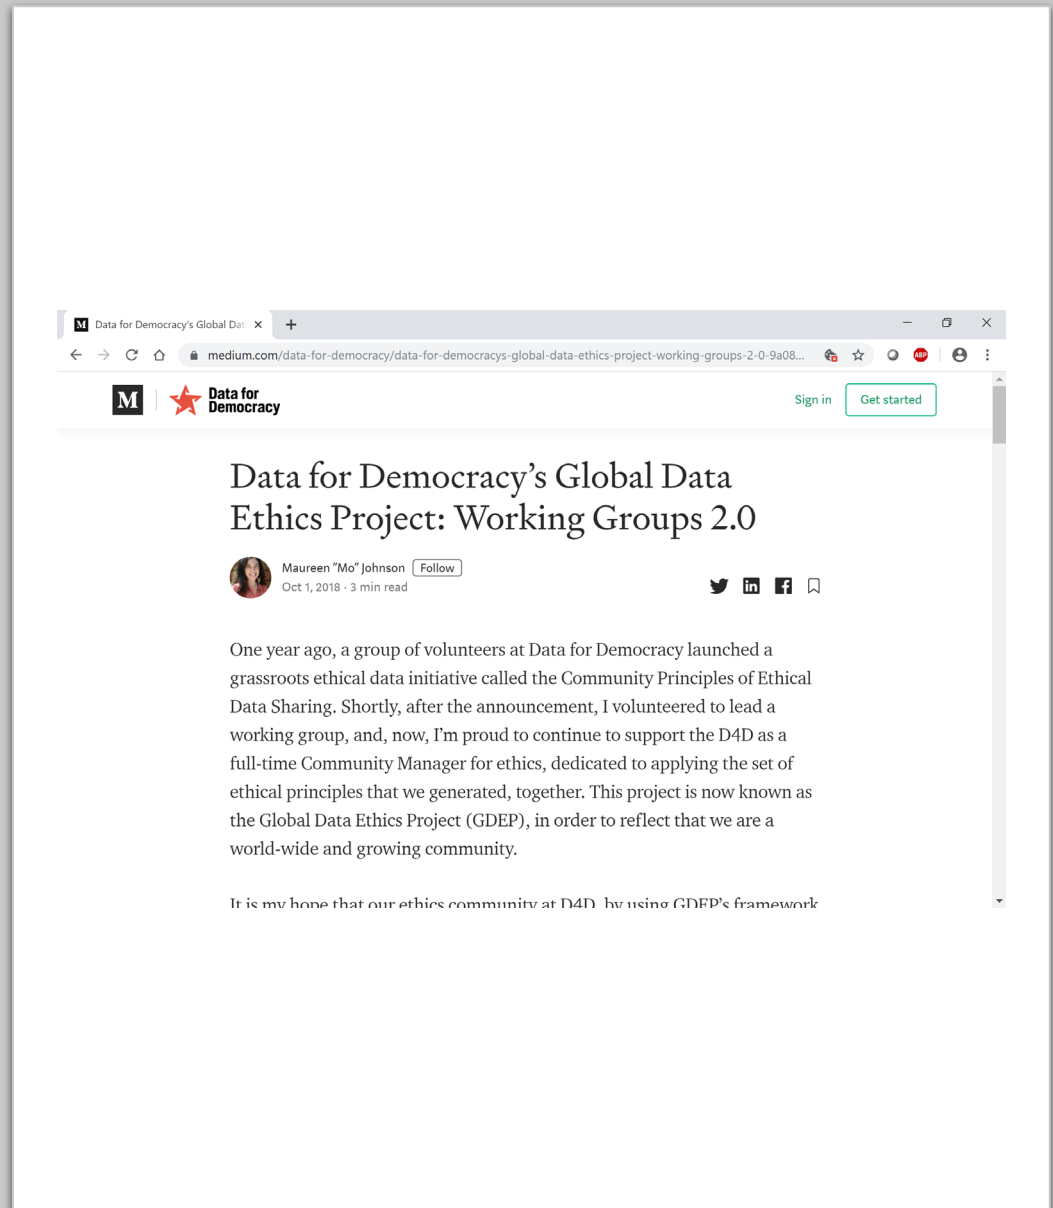 Data for Democracy's Global Dat
medium.com/data-for-democracy/data-for-democracys-global-data-ethics-project-working-groups-2-0-9a08...
ABP
M
Data for
Democracy
Sign in
Get started
Data for Democracy’s Global Data
Ethics Project: Working Groups 2.0
Maureen “Mo” Johnson
Follow
Oct 1, 2018 · 3 min read
One year ago, a group of volunteers at Data for Democracy launched a
grassroots ethical data initiative called the Community Principles of Ethical
Data Sharing. Shortly, after the announcement, I volunteered to lead a
working group, and, now, I’m proud to continue to support the D4D as a
full-time Community Manager for ethics, dedicated to applying the set of
ethical principles that we generated, together. This project is now known as
the Global Data Ethics Project (GDEP), in order to reflect that we are a
world-wide and growing community.
It is my hope that our ethics community at D4D, by using GDEP’s framework